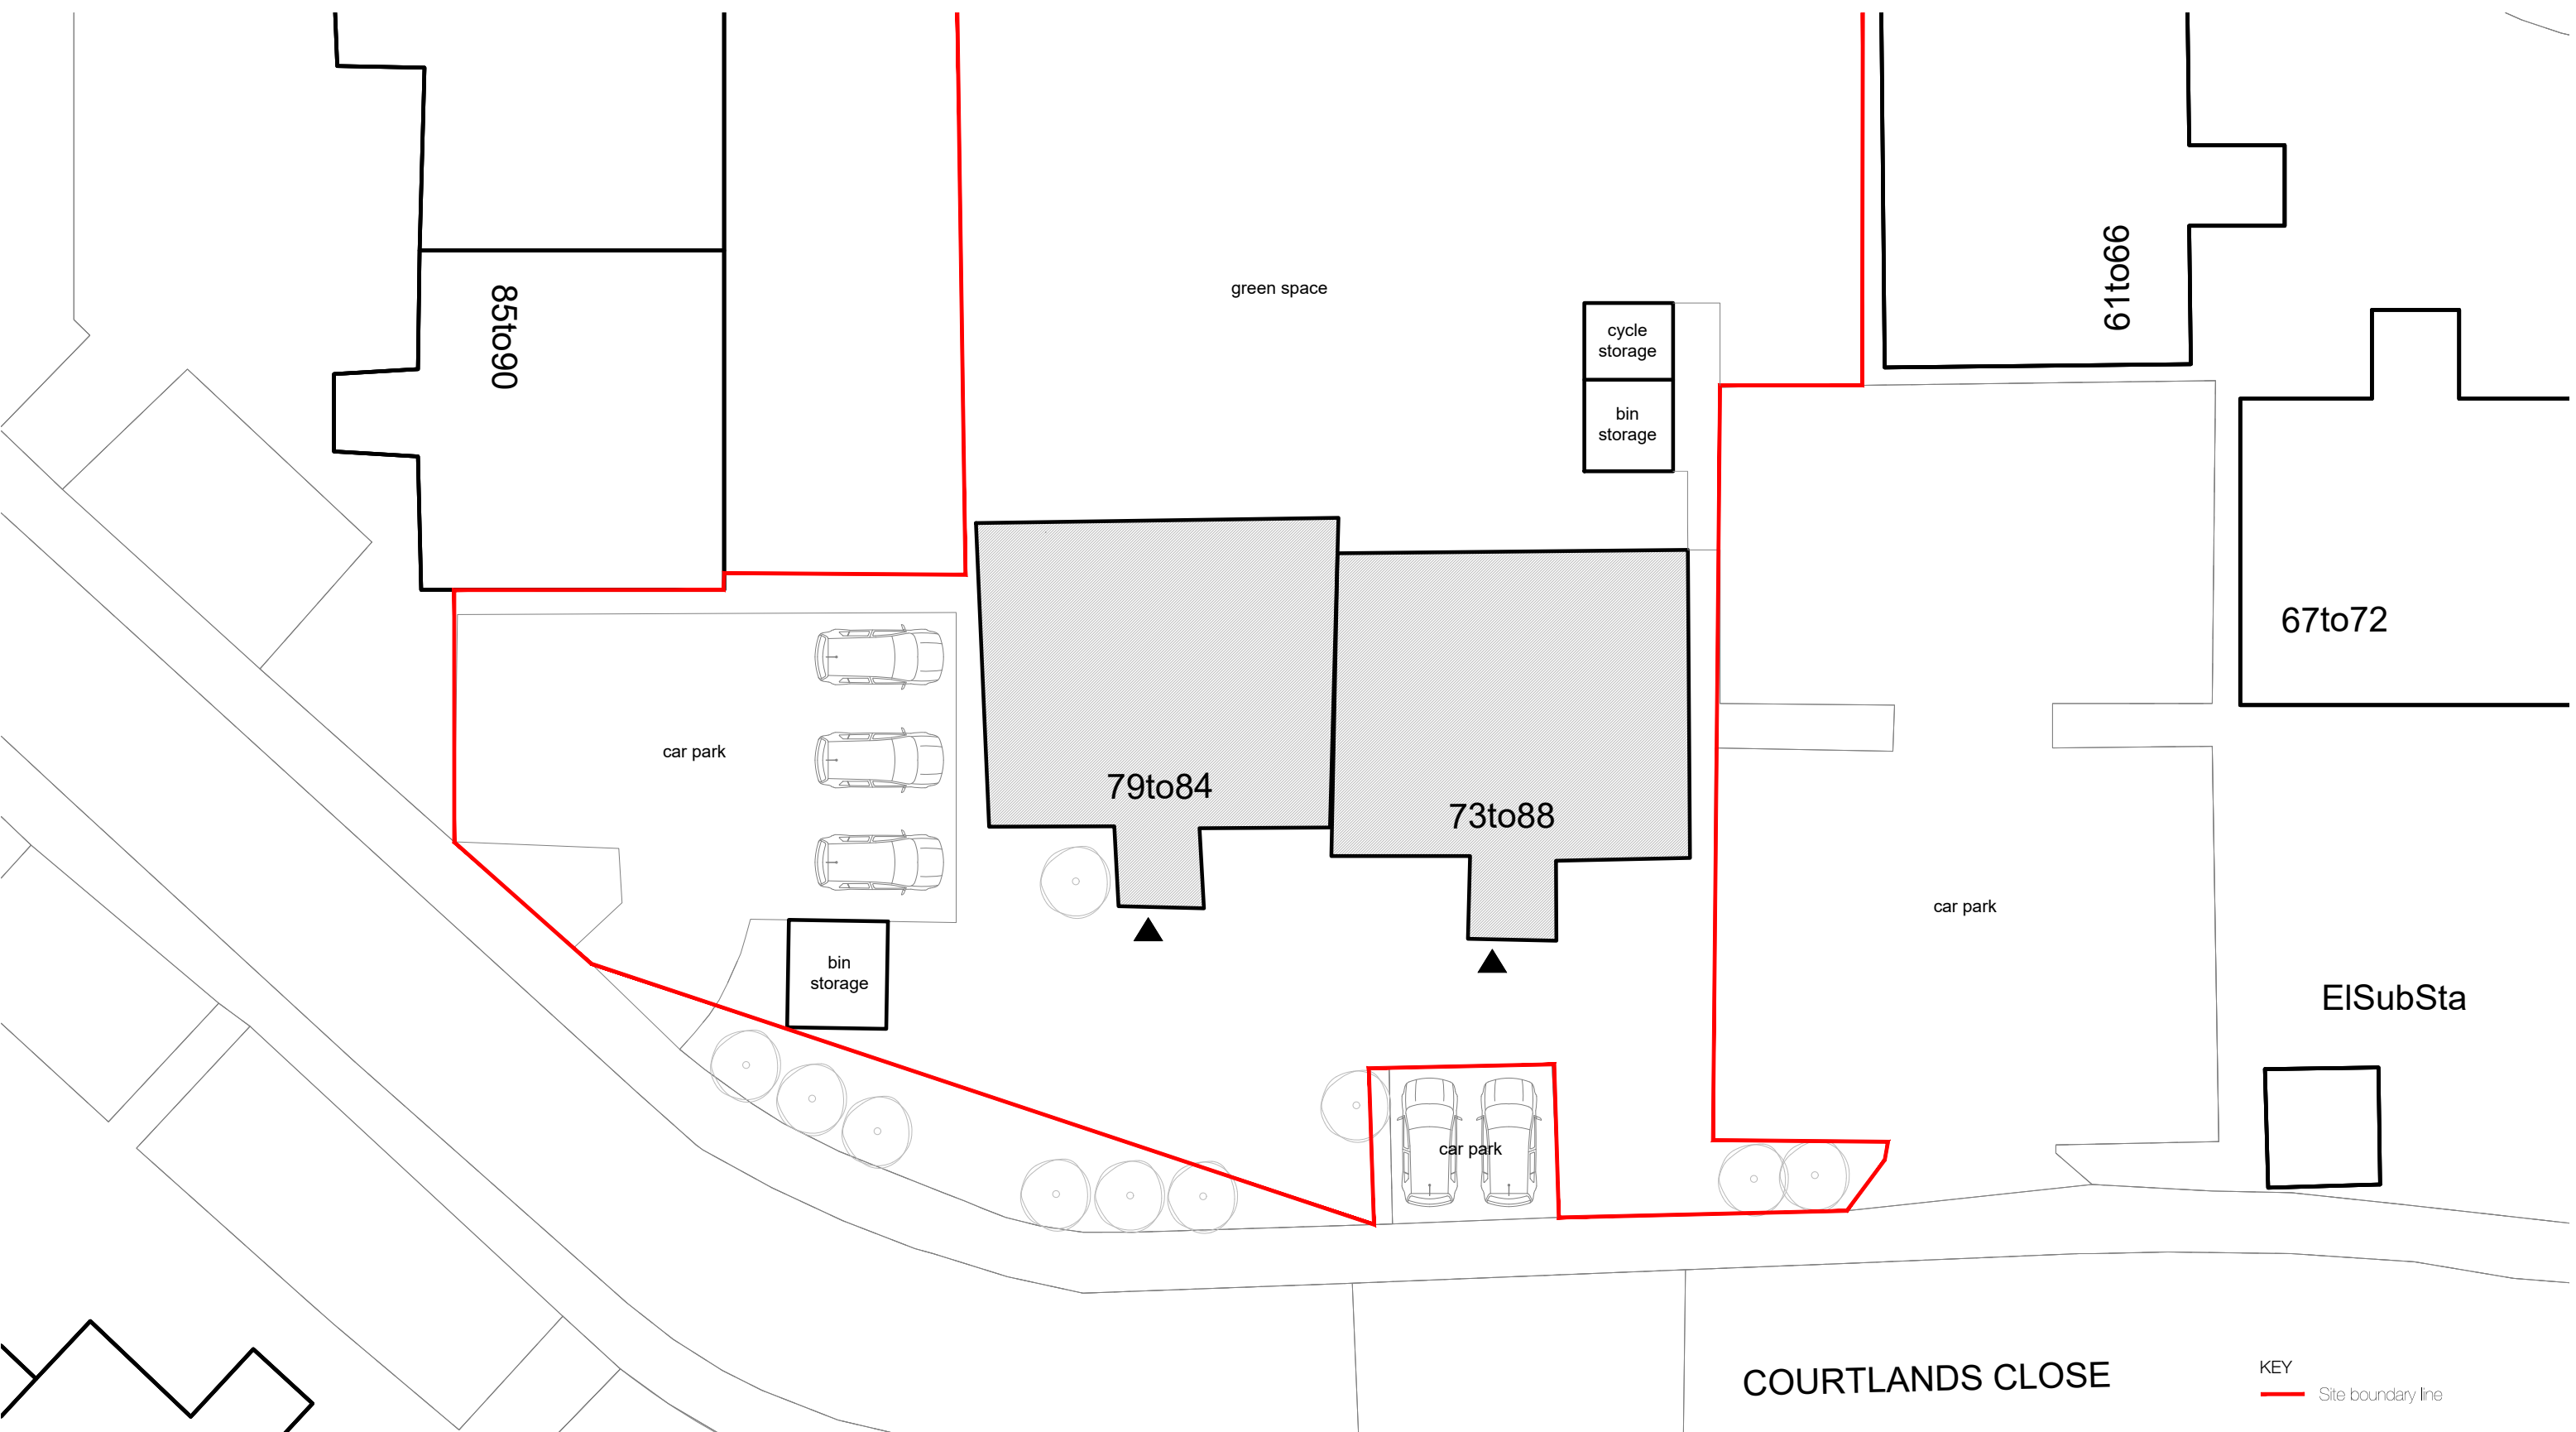 61to66
green space
85to90
cycle
storage
bin
storage
67to72
car park
79to84
73to88
car park
bin
storage
ElSubSta
car park
COURTLANDS CLOSE
KEY
Site boundary line